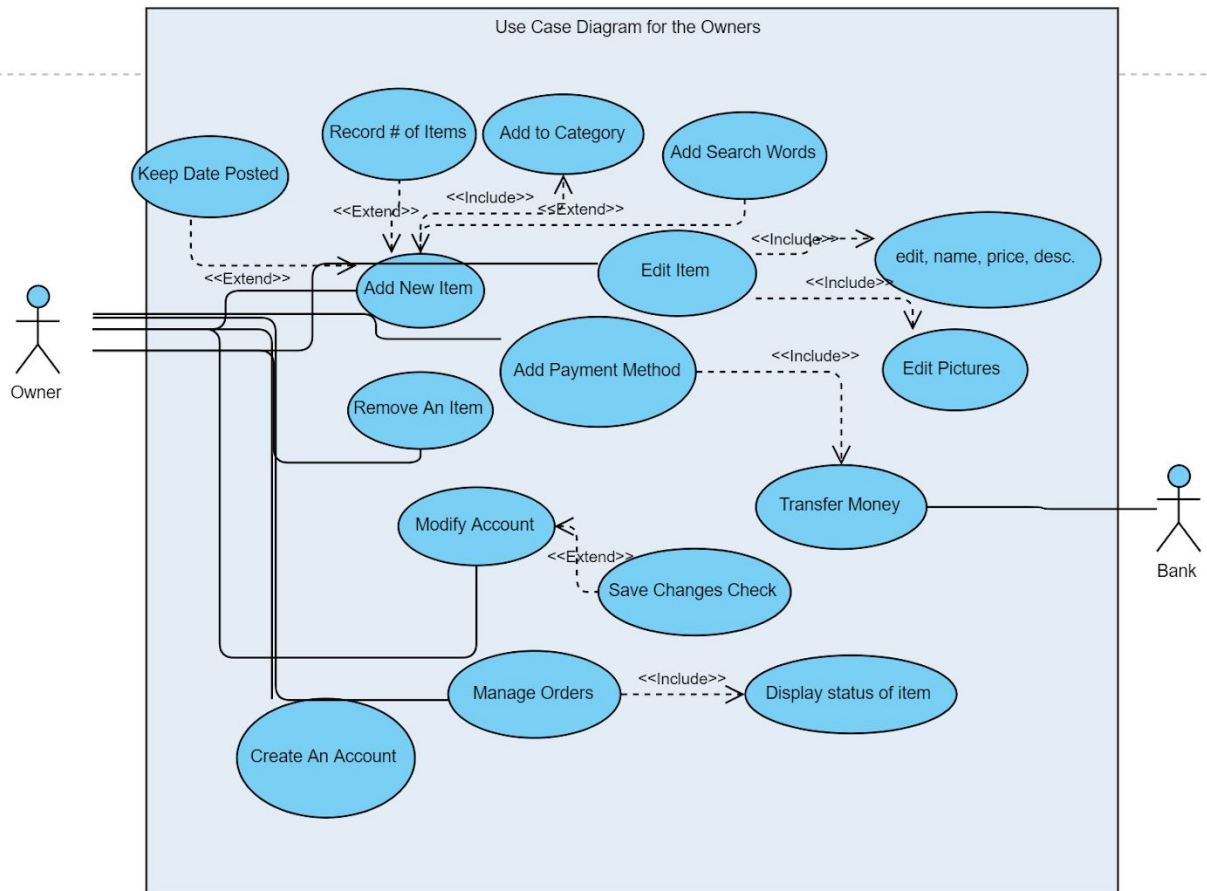 Use Case Diagram for the Owners
Record # of Items
Add to Category
Add Search Words
Keep Date Posted
<<Include>>
<<Extend>>
<<Extend>>
<<Include>>
edit, name, price, desc.
<<Extend>>
Add New Item
Edit Item
<<Include>>
Owner
Add Payment Method
<<Include>>
Edit Pictures
Remove An Item
Modify Account
Transfer Money
<<Extend>>
Save Changes Check
Bank
Manage Orders
<<Include>>
Display status of item
Create An Account